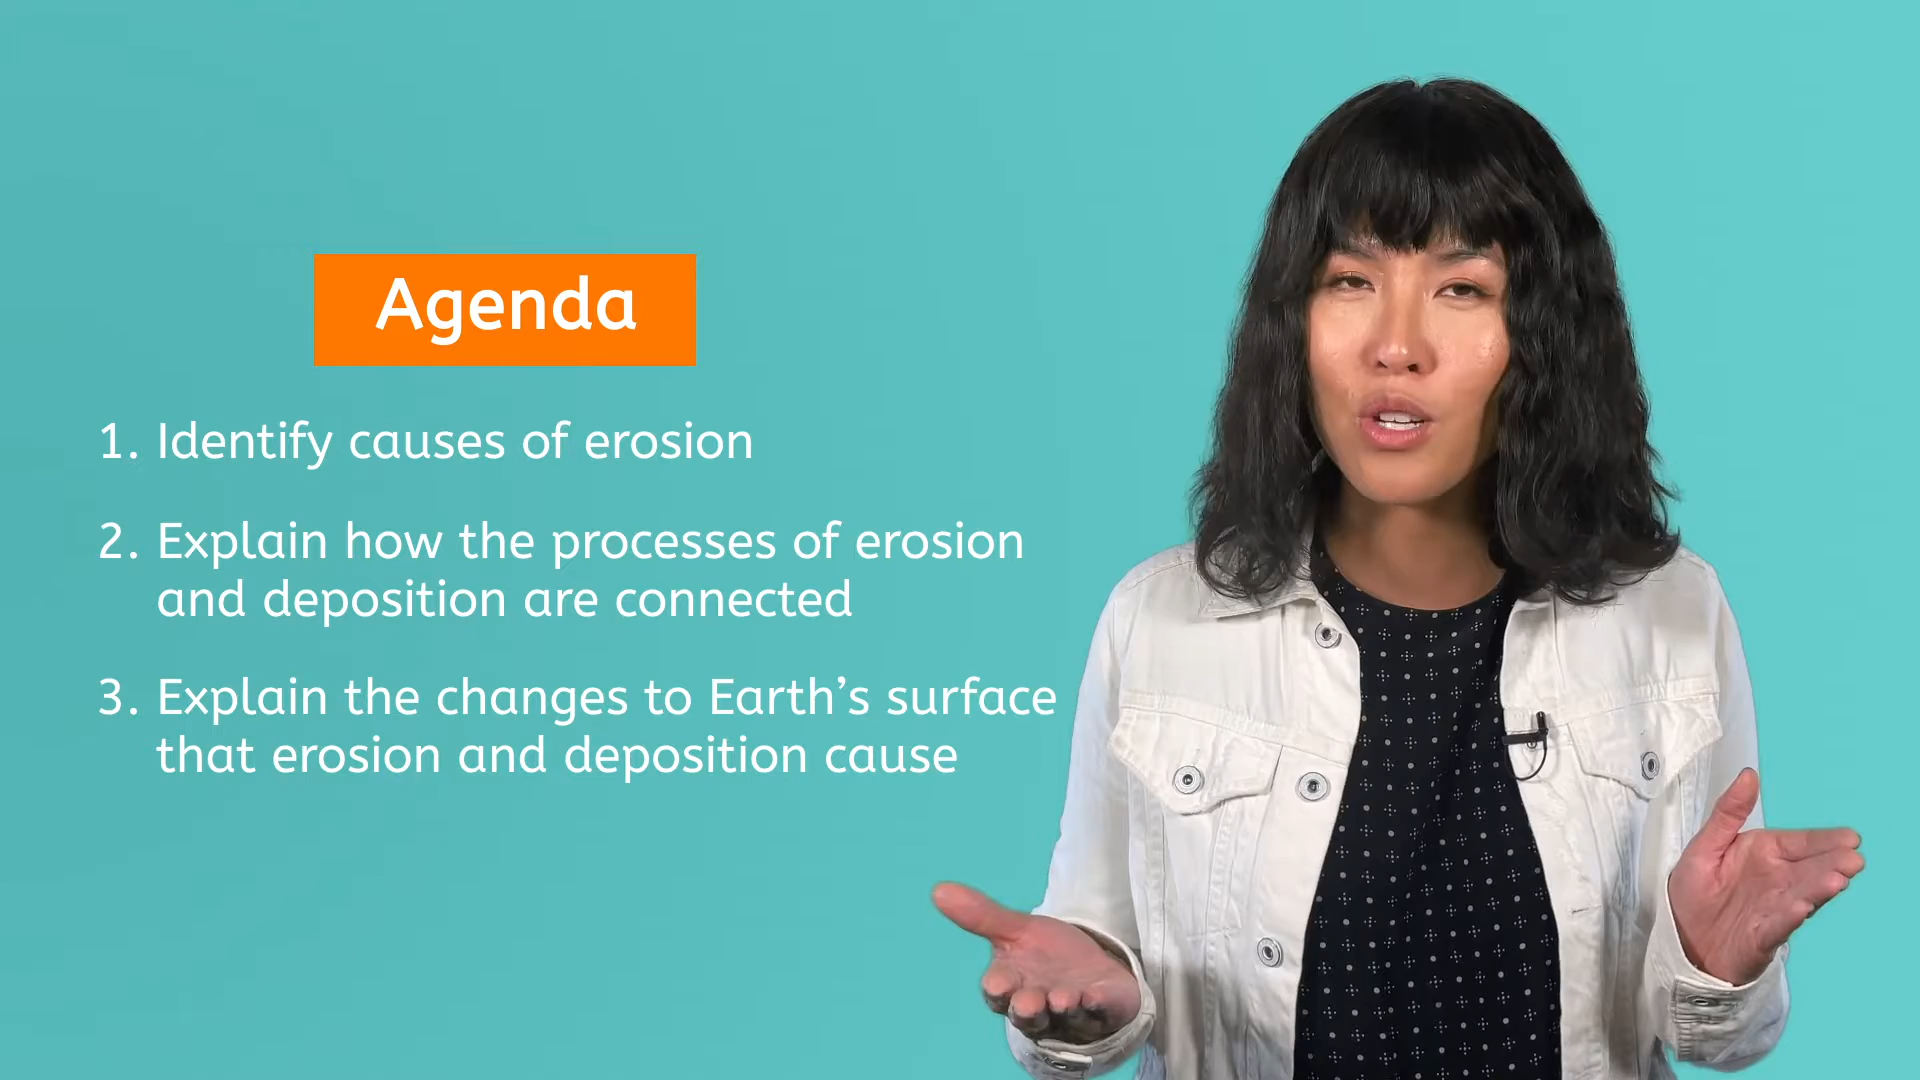 Agenda
1. Identify causes of erosion
2. Explain how the processes of erosion
and deposition are connected
3. Explain the changes to Earth’s surface
that erosion and deposition cause